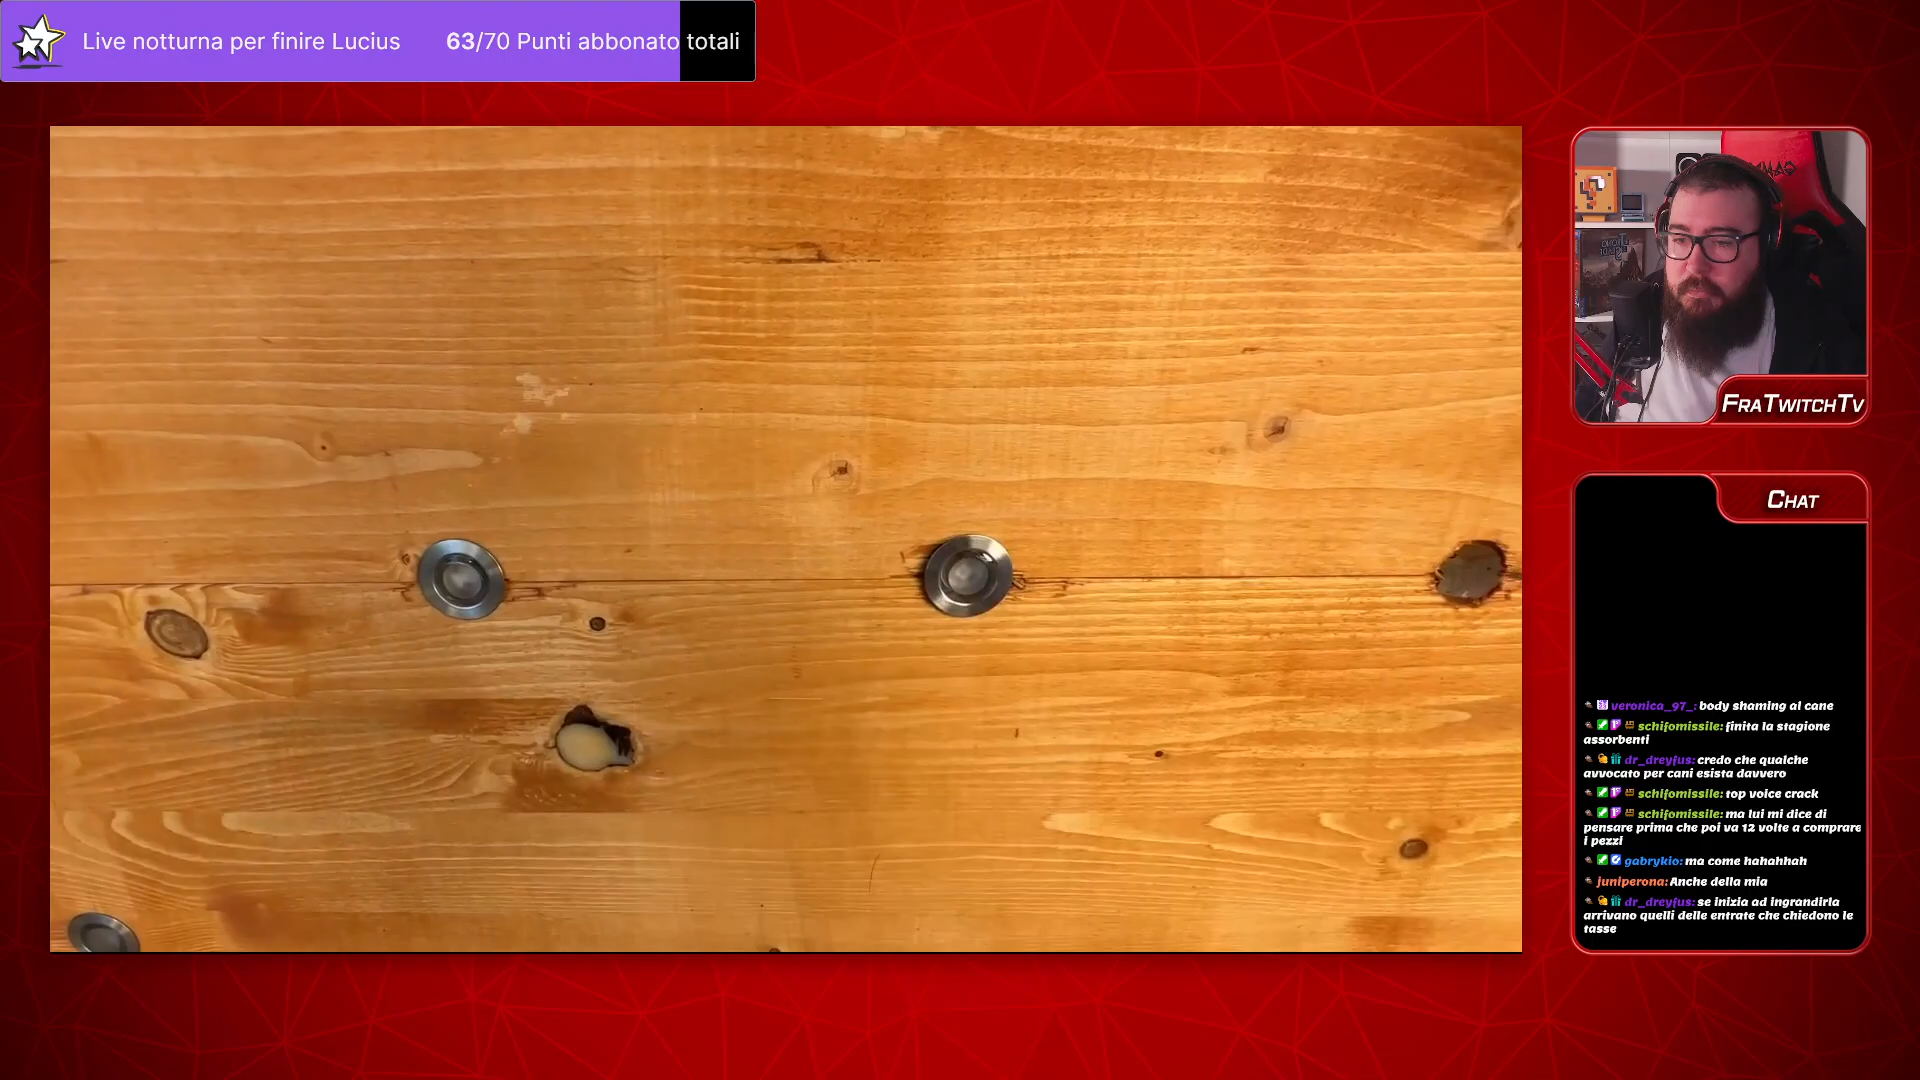 Live notturna per finire Lucius
63/70 Punti abbonato totali
FraTwitchTv
Chat
veronica_97_: body shaming al cane
schifomissile: finita la stagione
assorbenti
dr_dreyfus: credo che qualche
avvocato per cani esista davvero
schifomissile: top voice crack
schifomissile: ma lui mi dice di
pensare prima che poi va 12 volte a comprare
i pezzi
gabrykio: ma come hahahhah
juniperona: Anche della mia
dr_dreyfus: se inizia ad ingrandirla
arrivano quelli delle entrate che chiedono le
tasse